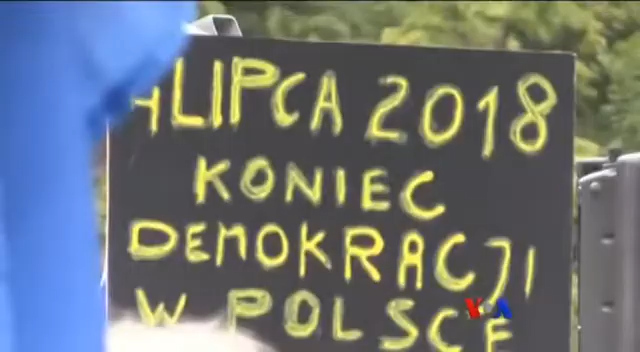 4 LIPCA 2018
KONIEC
DEMOKRACJI
W POLSCE
VOA